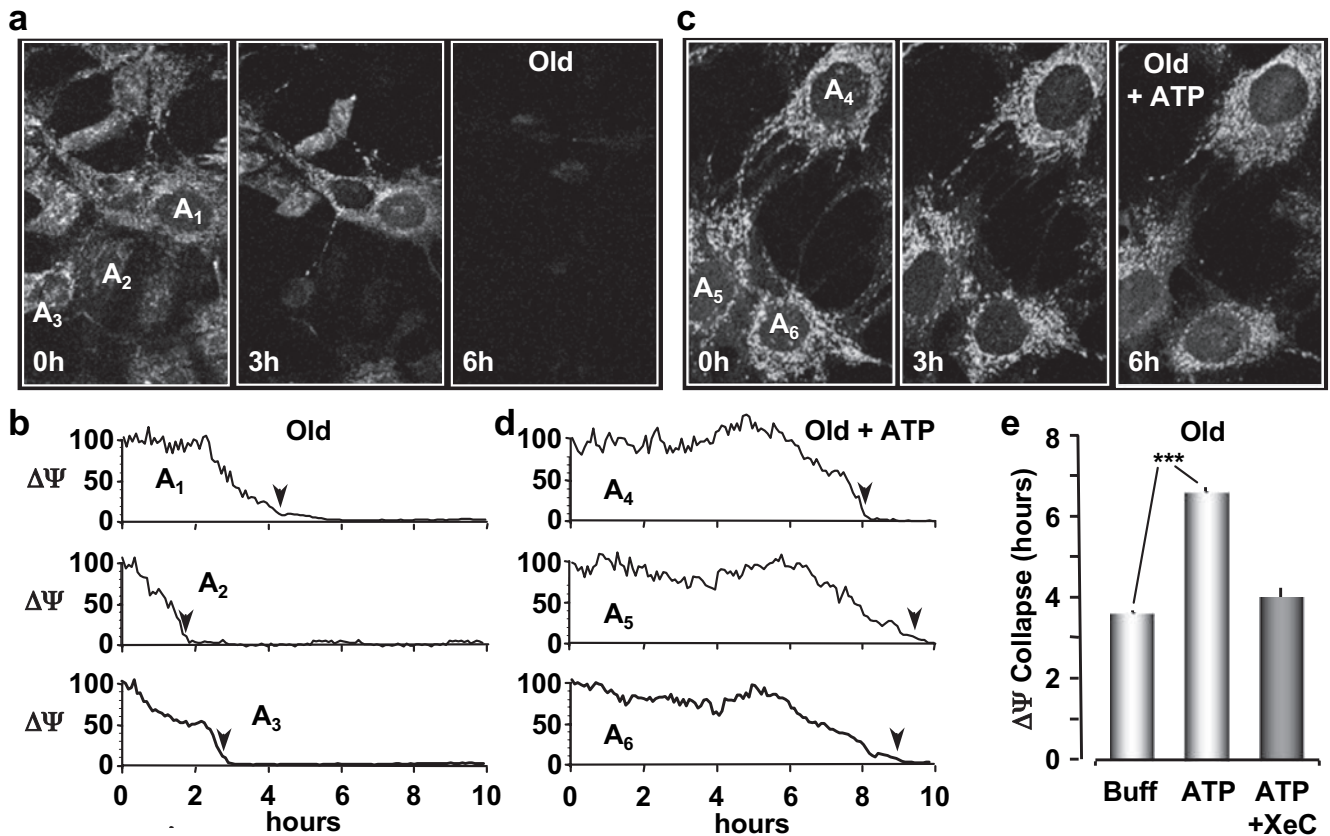 a
Old
A1
A2
A3
0h
3h
6h
c
Old
+ ATP
A4
A5
A6
0h
3h
6h
b
Old
ΔΨ
100
50
0
A1
ΔΨ
100
50
0
A2
ΔΨ
100
50
0
A3
0 2 4 6 8 10
hours
d
Old + ATP
100
50
0
A4
100
50
0
A5
100
50
0
A6
0 2 4 6 8 10
hours
e
Old
***
ΔΨ Collapse (hours)
8
6
4
2
0
Buff ATP ATP
+XeC